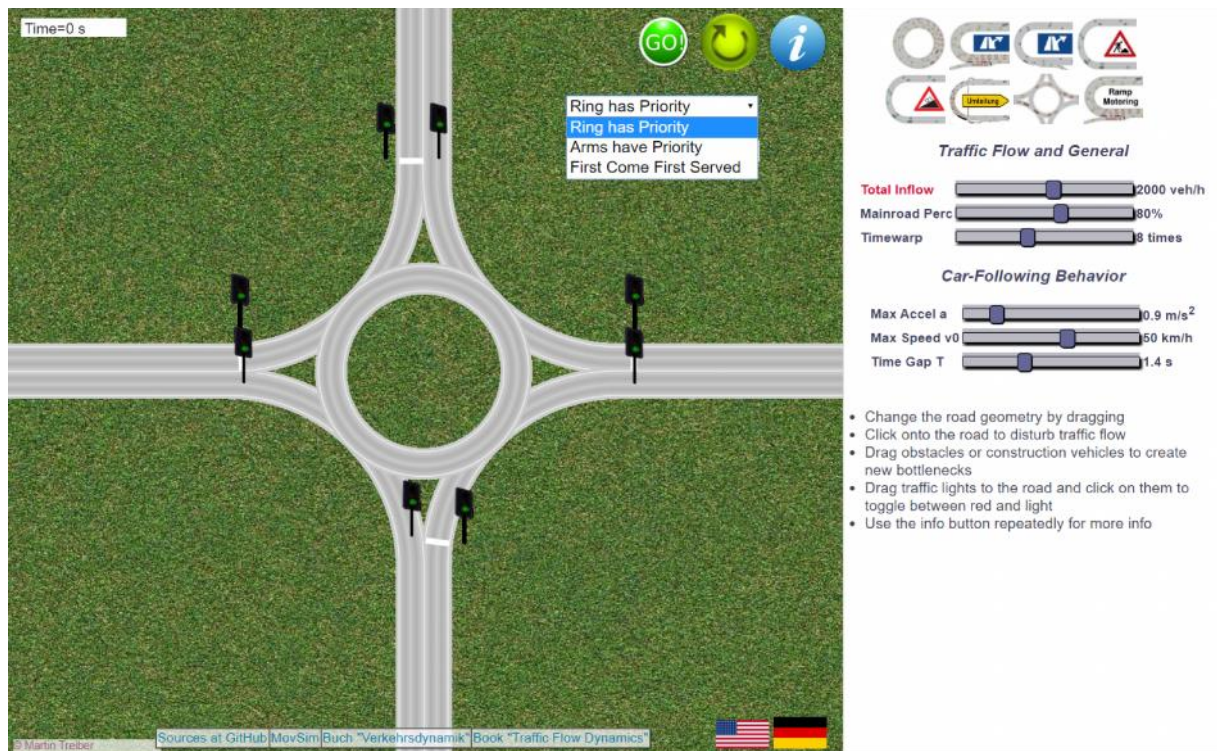 Time=0 s
GO!
i
Ring has Priority
Ring has Priority
Arms have Priority
First Come First Served
© Martin Treiber
Sources at GitHub
MovSim
Buch "Verkehrsdynamik"
Book "Traffic Flow Dynamics"
Umleitung
Ramp
Metering
Traffic Flow and General
Total Inflow 2000 veh/h
Mainroad Perc 80%
Timewarp 8 times
Car-Following Behavior
Max Accel a 0.9 m/s²
Max Speed v0 50 km/h
Time Gap T 1.4 s
• Change the road geometry by dragging
• Click onto the road to disturb traffic flow
• Drag obstacles or construction vehicles to create
new bottlenecks
• Drag traffic lights to the road and click on them to
toggle between red and light
• Use the info button repeatedly for more info